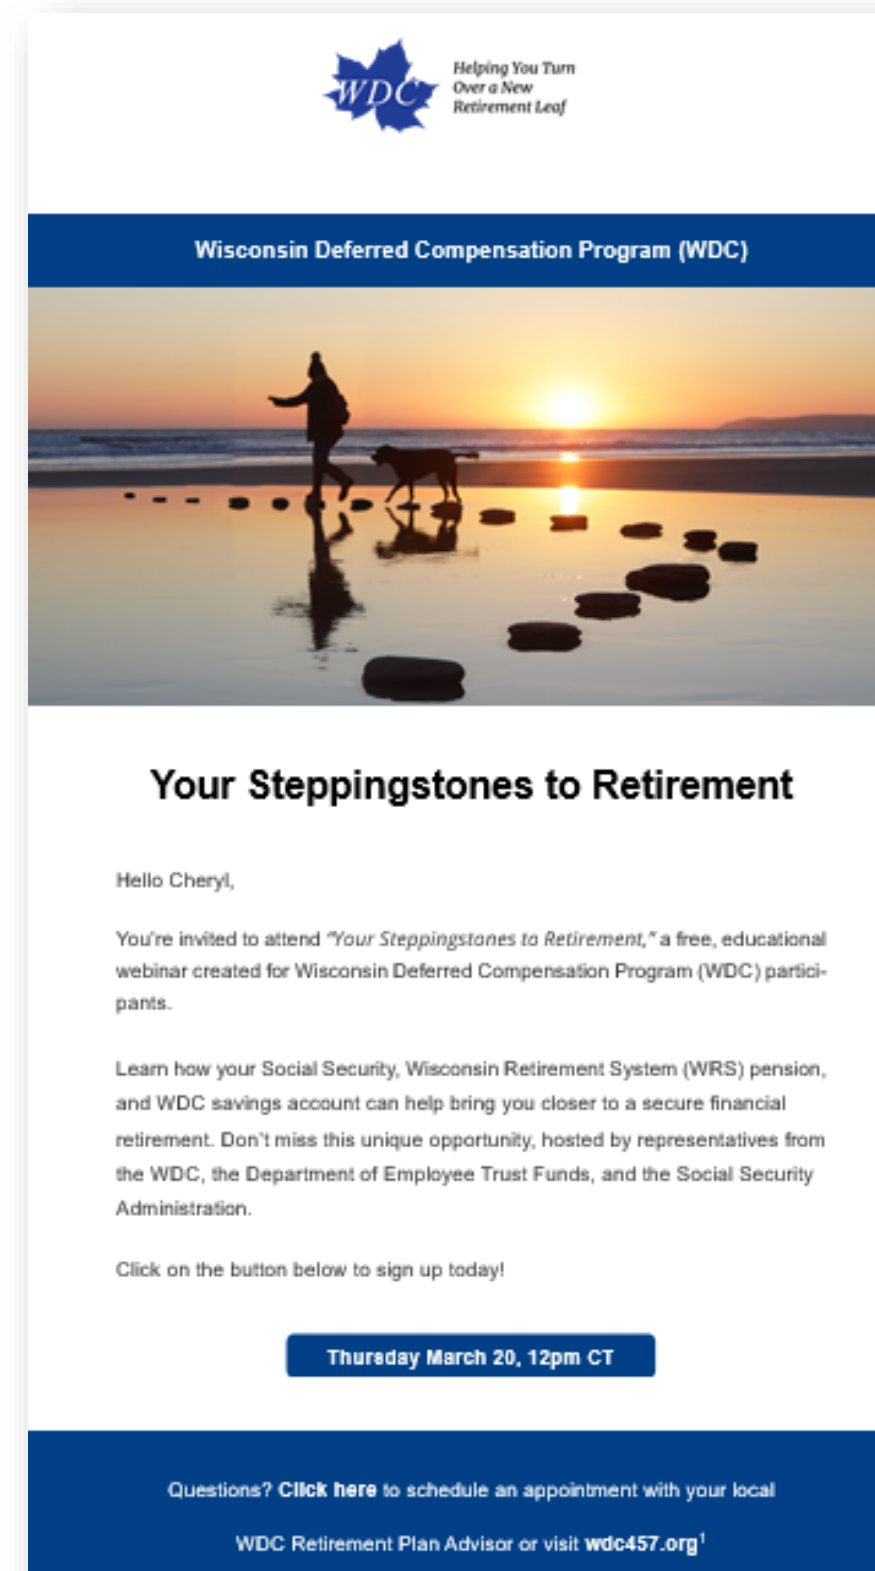 WDC
Helping You Turn
Over a New
Retirement Leaf
Wisconsin Deferred Compensation Program (WDC)
Your Steppingstones to Retirement
Hello Cheryl,
You're invited to attend “Your Steppingstones to Retirement,” a free, educational
webinar created for Wisconsin Deferred Compensation Program (WDC) partici-
pants.
Learn how your Social Security, Wisconsin Retirement System (WRS) pension,
and WDC savings account can help bring you closer to a secure financial
retirement. Don't miss this unique opportunity, hosted by representatives from
the WDC, the Department of Employee Trust Funds, and the Social Security
Administration.
Click on the button below to sign up today!
Thursday March 20, 12pm CT
Questions? Click here to schedule an appointment with your local
WDC Retirement Plan Advisor or visit wdc457.org¹